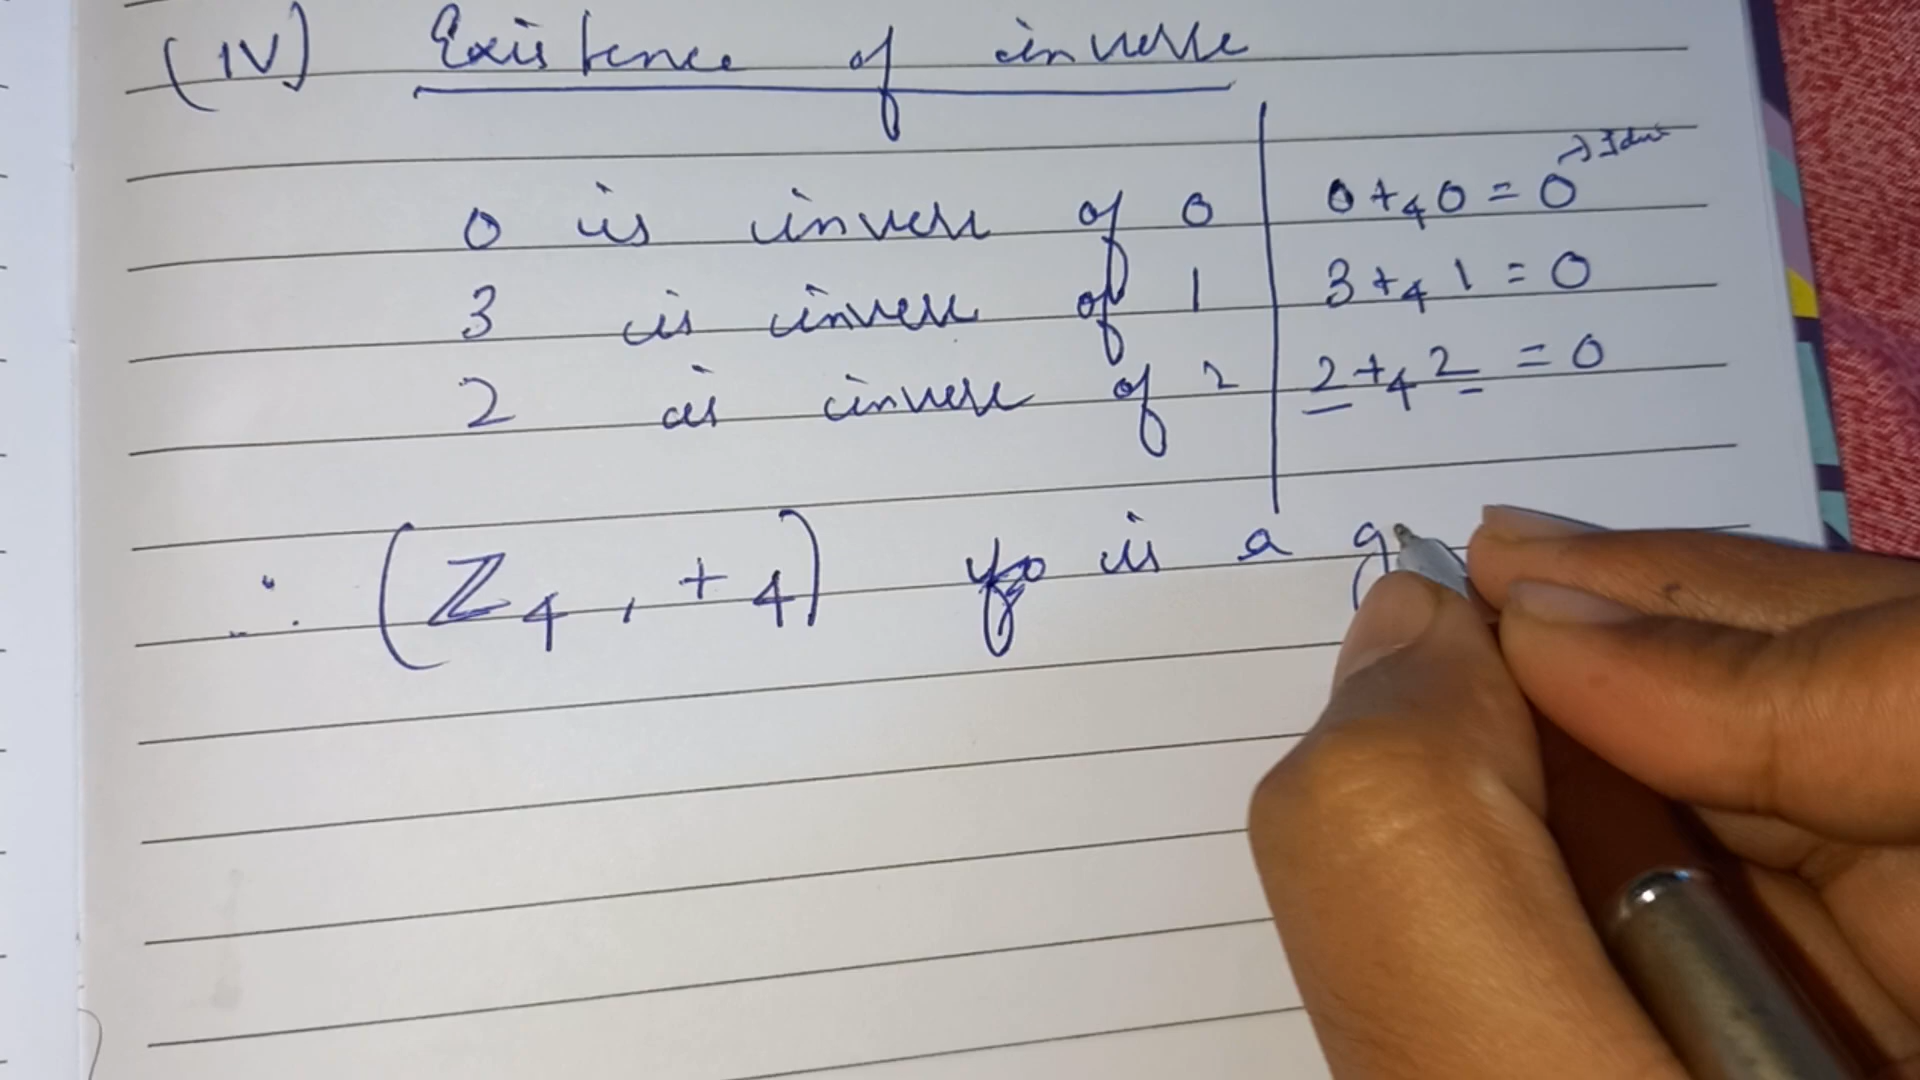 (IV) Existence of inverse
0 is inverse of 0 | 0 +₄ 0 = 0 → Iden
3 is inverse of 1 | 3 +₄ 1 = 0
2 is inverse of 2 | 2 +₄ 2 = 0
∴ (ℤ₄, +₄) is a g